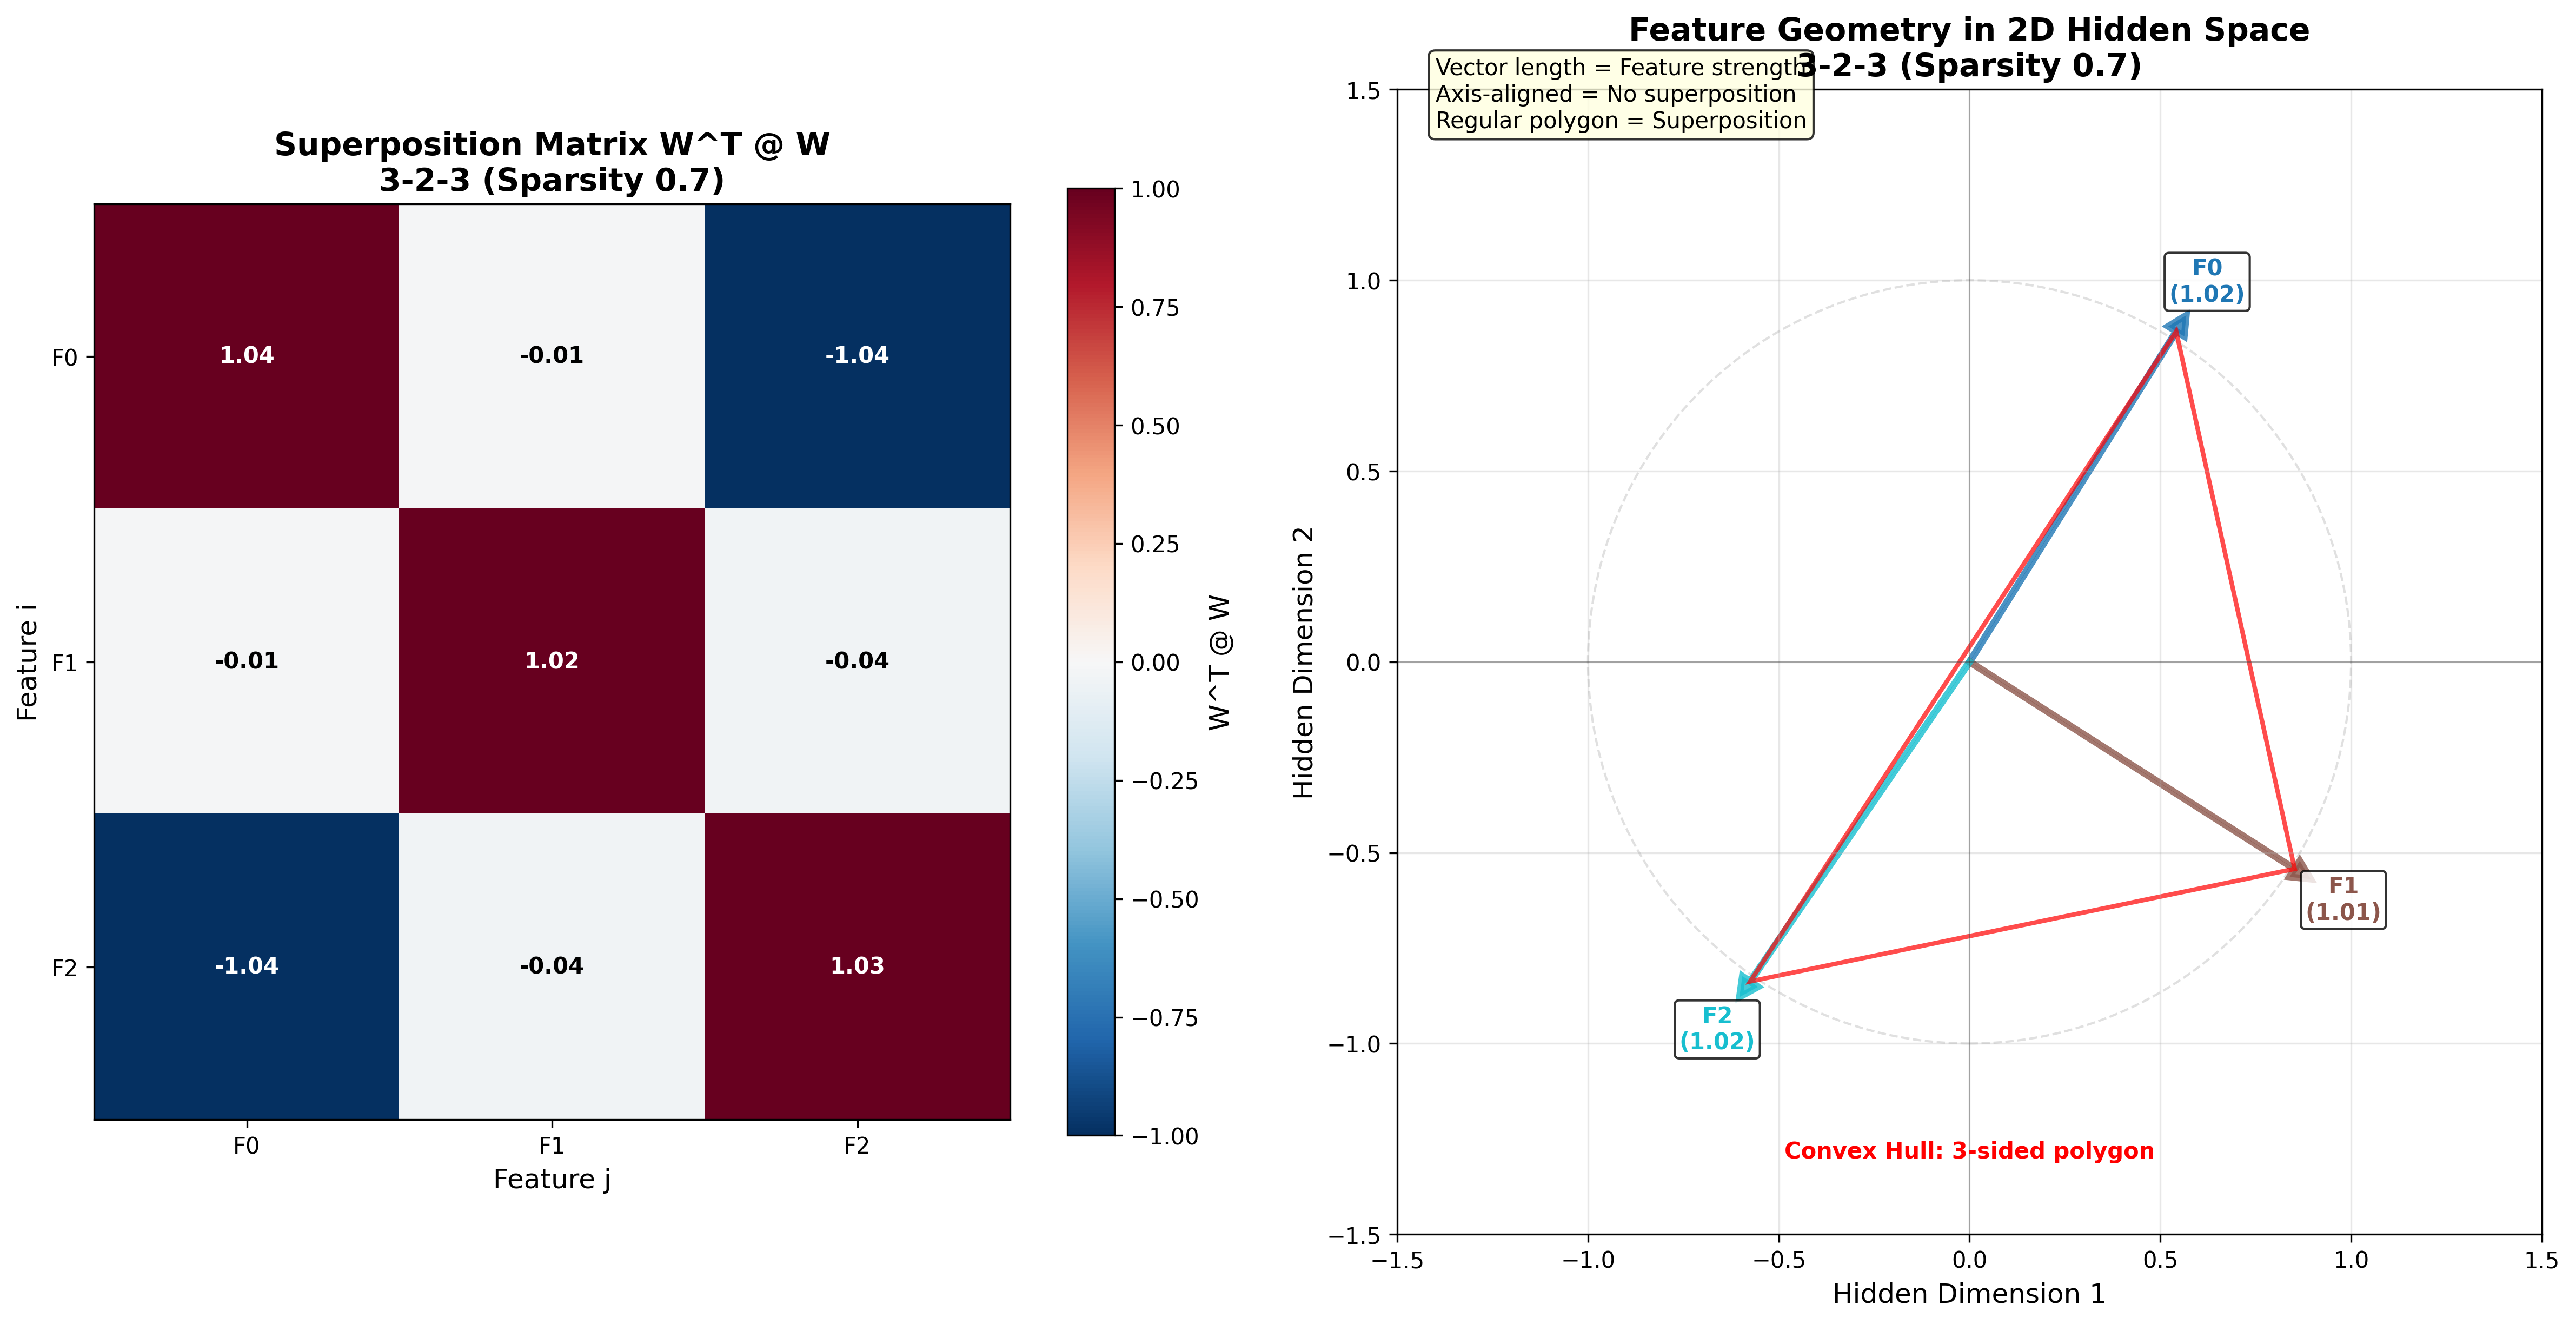 Superposition Matrix W^T @ W
3-2-3 (Sparsity 0.7)
Feature i
F0
F1
F2
1.04
-0.01
-1.04
-0.01
1.02
-0.04
-1.04
-0.04
1.03
F0
F1
F2
Feature j
1.00
0.75
0.50
0.25
0.00
−0.25
−0.50
−0.75
−1.00
W^T @ W
Feature Geometry in 2D Hidden Space
3-2-3 (Sparsity 0.7)
Vector length = Feature strength
Axis-aligned = No superposition
Regular polygon = Superposition
Hidden Dimension 2
1.5
1.0
0.5
0.0
−0.5
−1.0
−1.5
F0
(1.02)
F1
(1.01)
F2
(1.02)
Convex Hull: 3-sided polygon
−1.5
−1.0
−0.5
0.0
0.5
1.0
1.5
Hidden Dimension 1